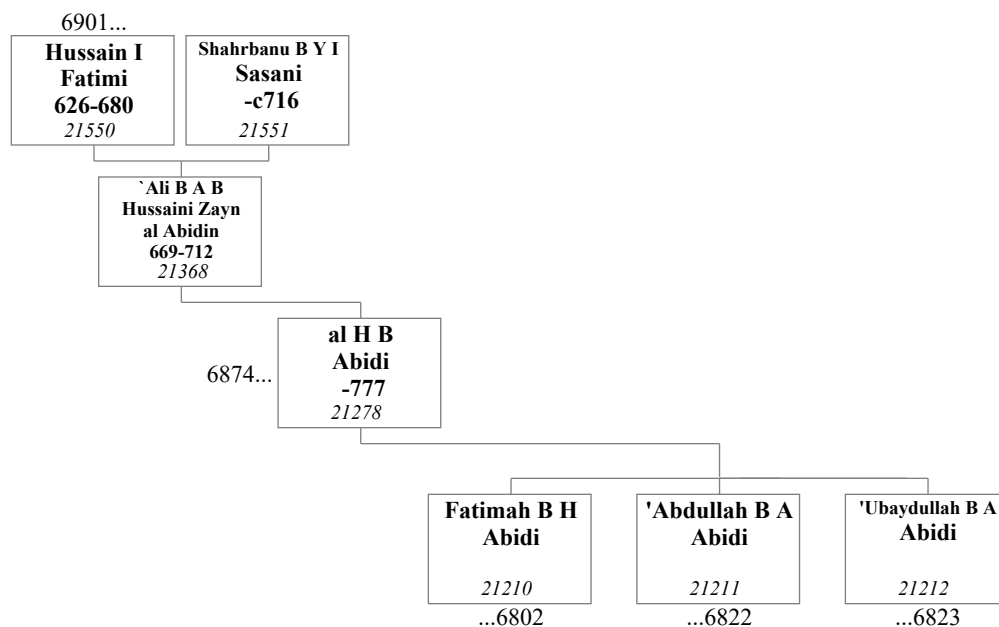 6901...
Hussain I
Fatimi
626-680
21550
Shahrbanu B Y I
Sasani
-c716
21551
`Ali B A B
Hussaini Zayn
al Abidin
669-712
21368
6874...
al H B
Abidi
-777
21278
Fatimah B H
Abidi
21210
...6802
'Abdullah B A
Abidi
21211
...6822
'Ubaydullah B A
Abidi
21212
...6823